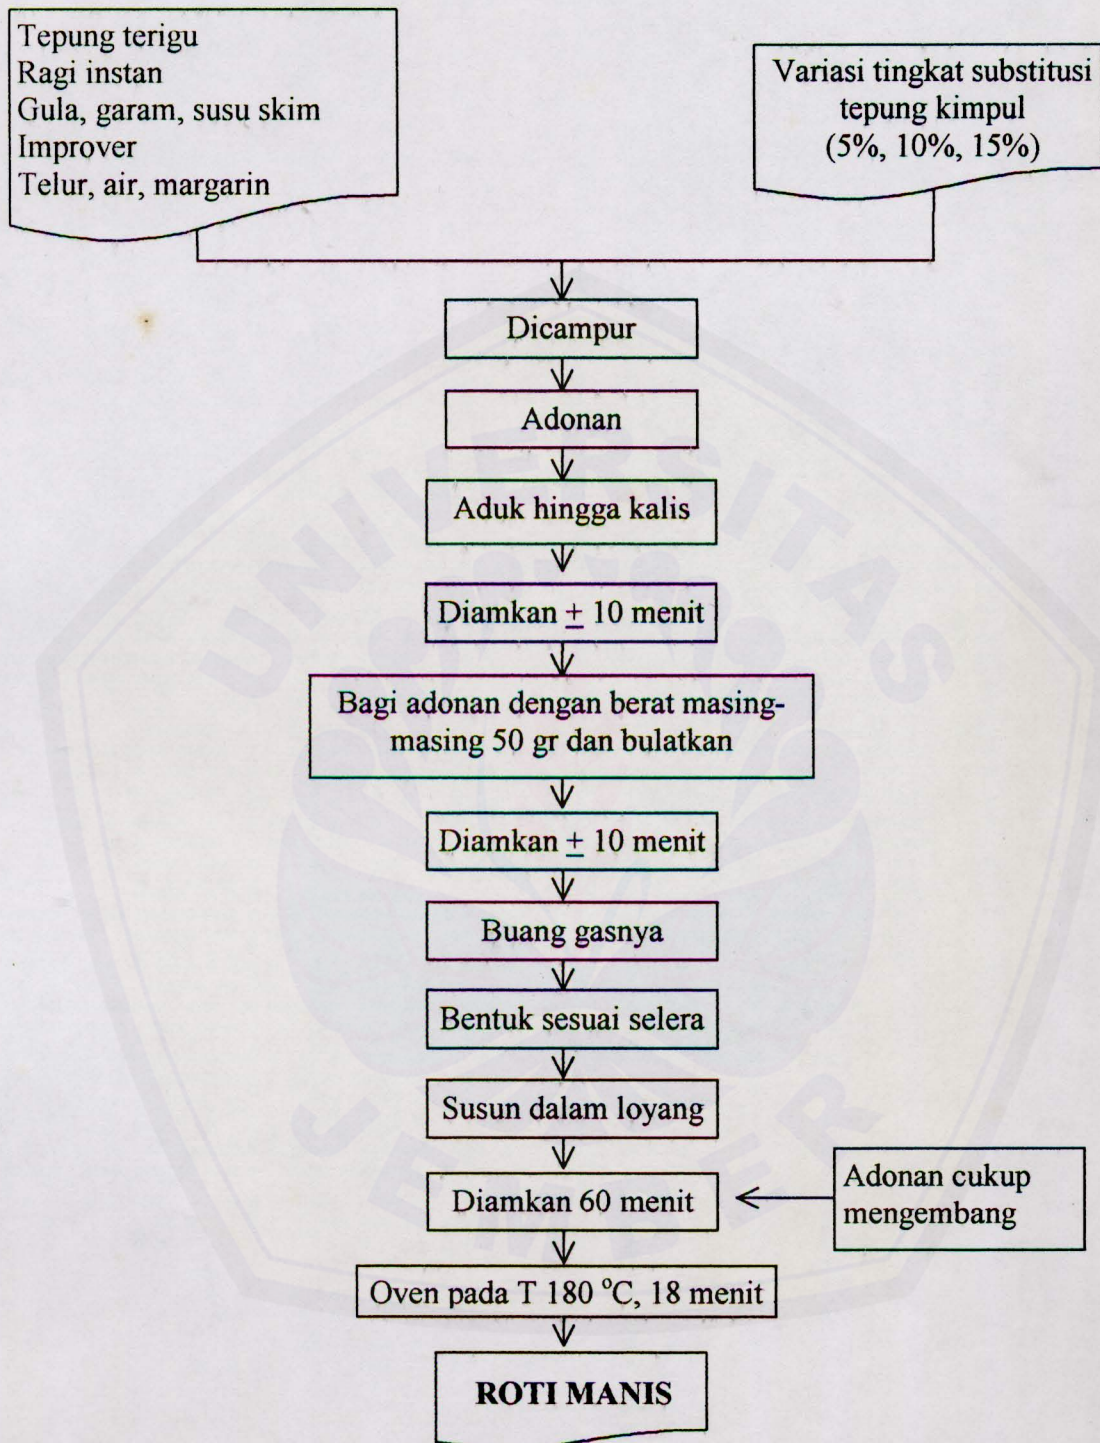 Tepung terigu
Ragi instan
Gula, garam, susu skim
Improver
Telur, air, margarin
Variasi tingkat substitusi
tepung kimpul
(5%, 10%, 15%)
Dicampur
Adonan
Aduk hingga kalis
Diamkan ± 10 menit
Bagi adonan dengan berat masing-
masing 50 gr dan bulatkan
Diamkan ± 10 menit
Buang gasnya
Bentuk sesuai selera
Susun dalam loyang
Diamkan 60 menit
Adonan cukup
mengembang
Oven pada T 180 °C, 18 menit
ROTI MANIS
UNIVERSITAS
JEMBER